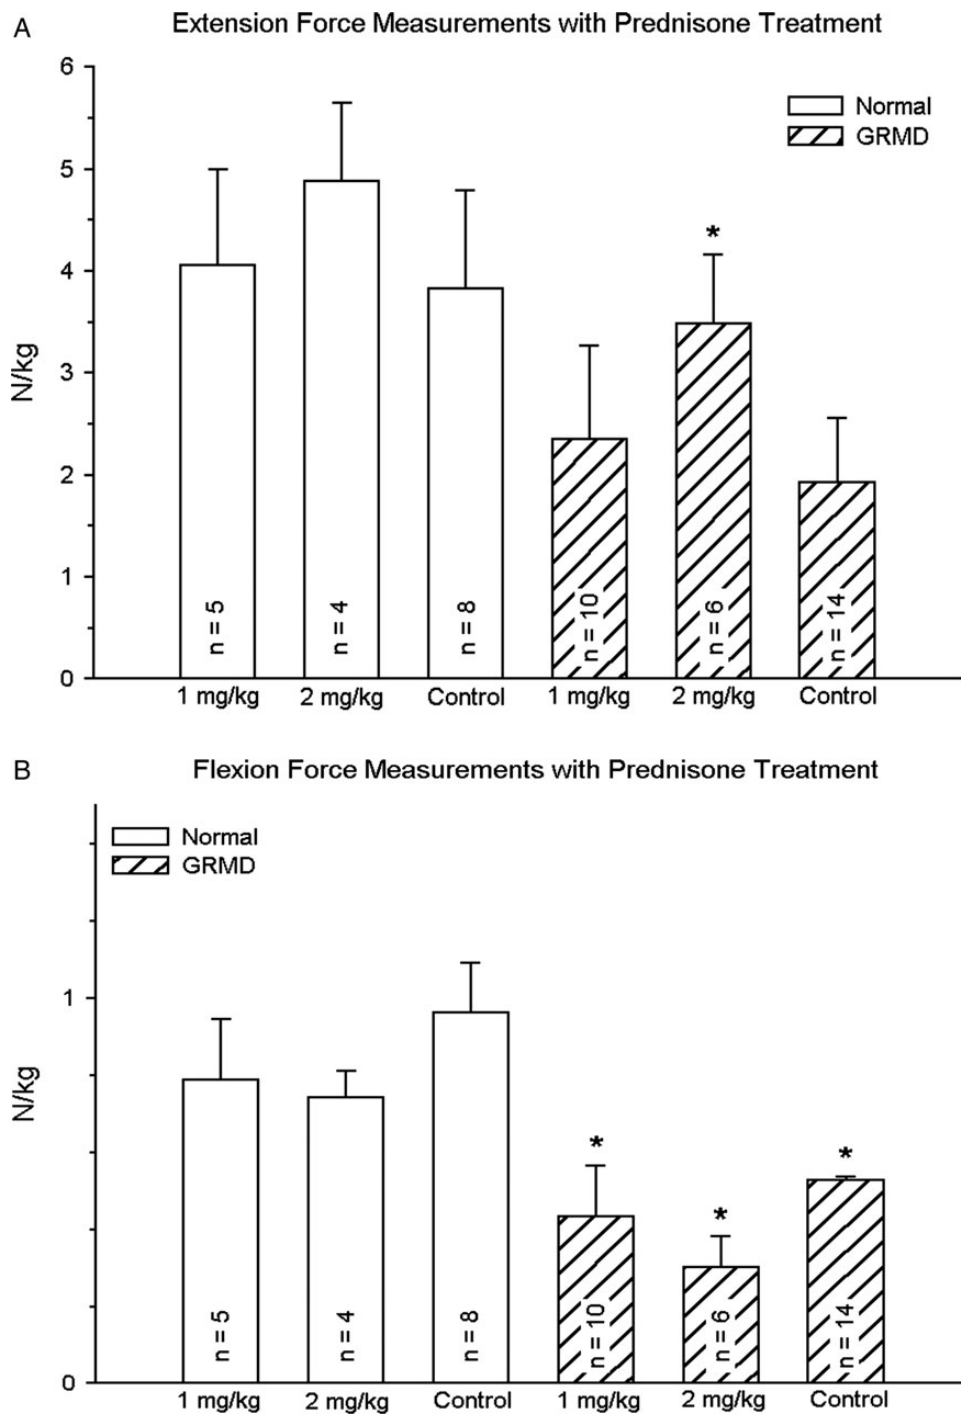 A
Extension Force Measurements with Prednisone Treatment
6
5
4
3
2
1
0
N/kg
Normal
GRMD
*
n = 5
n = 4
n = 8
n = 10
n = 6
n = 14
1 mg/kg 2 mg/kg Control 1 mg/kg 2 mg/kg Control
B
Flexion Force Measurements with Prednisone Treatment
Normal
GRMD
1
0
N/kg
* * *
n = 5
n = 4
n = 8
n = 10
n = 6
n = 14
1 mg/kg 2 mg/kg Control 1 mg/kg 2 mg/kg Control